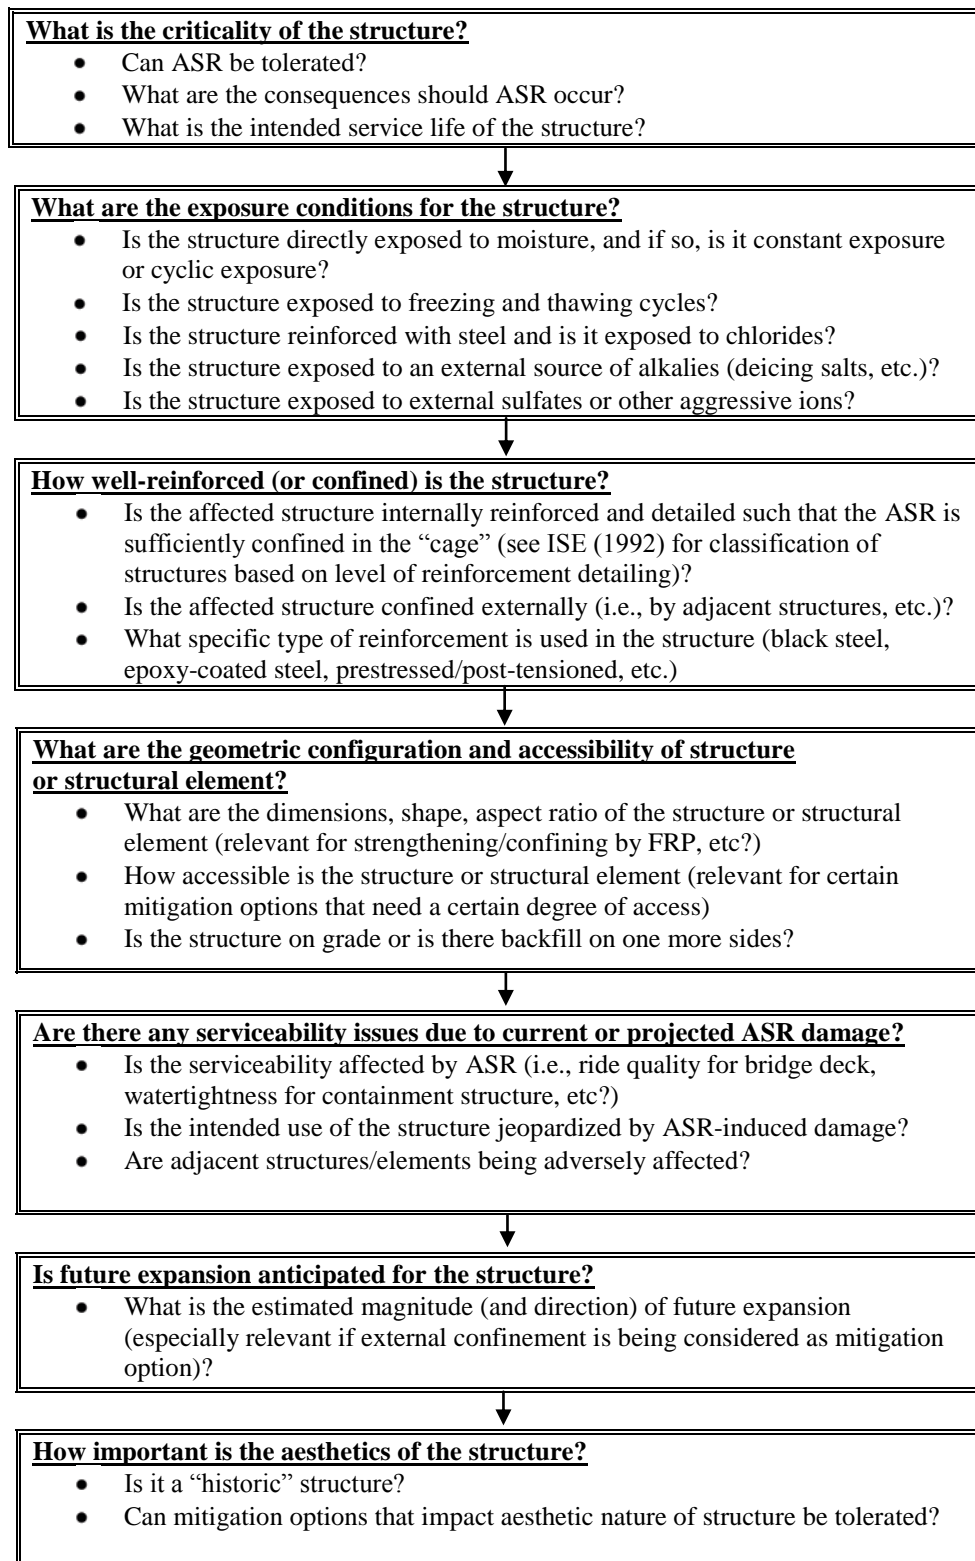 What is the criticality of the structure?
• Can ASR be tolerated?
• What are the consequences should ASR occur?
• What is the intended service life of the structure?
What are the exposure conditions for the structure?
• Is the structure directly exposed to moisture, and if so, is it constant exposure
or cyclic exposure?
• Is the structure exposed to freezing and thawing cycles?
• Is the structure reinforced with steel and is it exposed to chlorides?
• Is the structure exposed to an external source of alkalies (deicing salts, etc.)?
• Is the structure exposed to external sulfates or other aggressive ions?
How well-reinforced (or confined) is the structure?
• Is the affected structure internally reinforced and detailed such that the ASR is
sufficiently confined in the “cage” (see ISE (1992) for classification of
structures based on level of reinforcement detailing)?
• Is the affected structure confined externally (i.e., by adjacent structures, etc.)?
• What specific type of reinforcement is used in the structure (black steel,
epoxy-coated steel, prestressed/post-tensioned, etc.)
What are the geometric configuration and accessibility of structure
or structural element?
• What are the dimensions, shape, aspect ratio of the structure or structural
element (relevant for strengthening/confining by FRP, etc?)
• How accessible is the structure or structural element (relevant for certain
mitigation options that need a certain degree of access)
• Is the structure on grade or is there backfill on one more sides?
Are there any serviceability issues due to current or projected ASR damage?
• Is the serviceability affected by ASR (i.e., ride quality for bridge deck,
watertightness for containment structure, etc?)
• Is the intended use of the structure jeopardized by ASR-induced damage?
• Are adjacent structures/elements being adversely affected?
Is future expansion anticipated for the structure?
• What is the estimated magnitude (and direction) of future expansion
(especially relevant if external confinement is being considered as mitigation
option)?
How important is the aesthetics of the structure?
• Is it a “historic” structure?
• Can mitigation options that impact aesthetic nature of structure be tolerated?